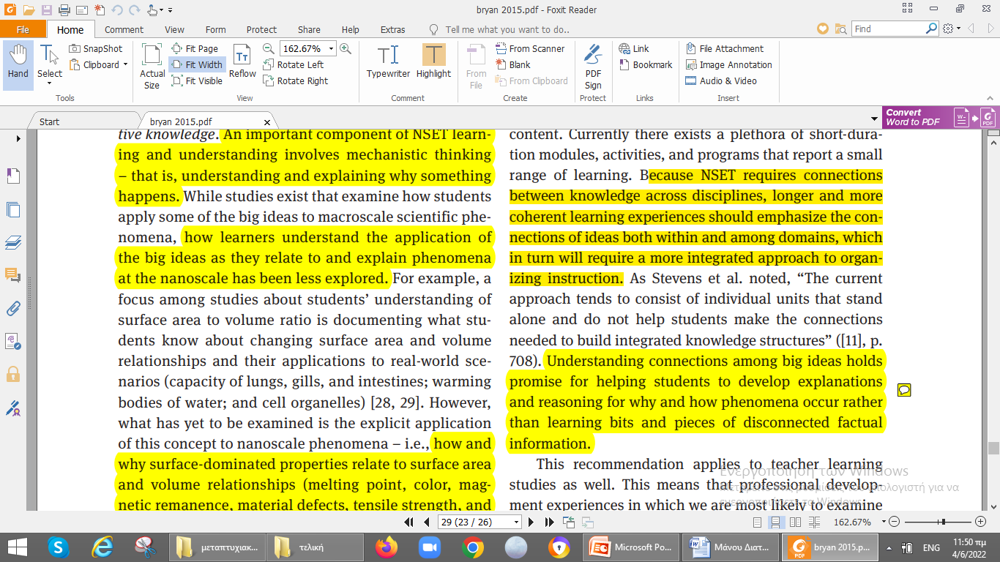 bryan 2015.pdf - Foxit Reader
File
Home
Comment
View
Form
Protect
Share
Help
Extras
Tell me what you want to do..
Find
Hand
Select
SnapShot
Clipboard
Tools
Actual
Size
Fit Page
Fit Width
Fit Visible
Reflow
162.67%
Rotate Left
Rotate Right
View
Typewriter
Highlight
Comment
From
File
From Scanner
Blank
From Clipboard
Create
PDF
Sign
Protect
Link
Bookmark
Links
File Attachment
Image Annotation
Audio & Video
Insert
Start
bryan 2015.pdf
Convert
Word to PDF
tive knowledge. An important component of NSET learn-
ing and understanding involves mechanistic thinking
– that is, understanding and explaining why something
happens. While studies exist that examine how students
apply some of the big ideas to macroscale scientific phe-
nomena, how learners understand the application of
the big ideas as they relate to and explain phenomena
at the nanoscale has been less explored. For example, a
focus among studies about students’ understanding of
surface area to volume ratio is documenting what stu-
dents know about changing surface area and volume
relationships and their applications to real-world sce-
narios (capacity of lungs, gills, and intestines; warming
bodies of water; and cell organelles) [28, 29]. However,
what has yet to be examined is the explicit application
of this concept to nanoscale phenomena – i.e., how and
why surface-dominated properties relate to surface area
and volume relationships (melting point, color, mag-
netic remanence, material defects, tensile strength, and
content. Currently there exists a plethora of short-dura-
tion modules, activities, and programs that report a small
range of learning. Because NSET requires connections
between knowledge across disciplines, longer and more
coherent learning experiences should emphasize the con-
nections of ideas both within and among domains, which
in turn will require a more integrated approach to organ-
izing instruction. As Stevens et al. noted, “The current
approach tends to consist of individual units that stand
alone and do not help students make the connections
needed to build integrated knowledge structures” ([11], p.
708). Understanding connections among big ideas holds
promise for helping students to develop explanations
and reasoning for why and how phenomena occur rather
than learning bits and pieces of disconnected factual
information.
This recommendation applies to teacher learning
studies as well. This means that professional develop-
ment experiences in which we are most likely to examine
Ενεργοποίηση των Windows
για να
ενεργοποιήσετε τα Windows.
29 (23 / 26)
162.67%
μεταπτυχιακ...
τελική
Microsoft Po...
Μάνου Διατ...
bryan 2015.p...
ENG
11:50 πμ
4/6/2022